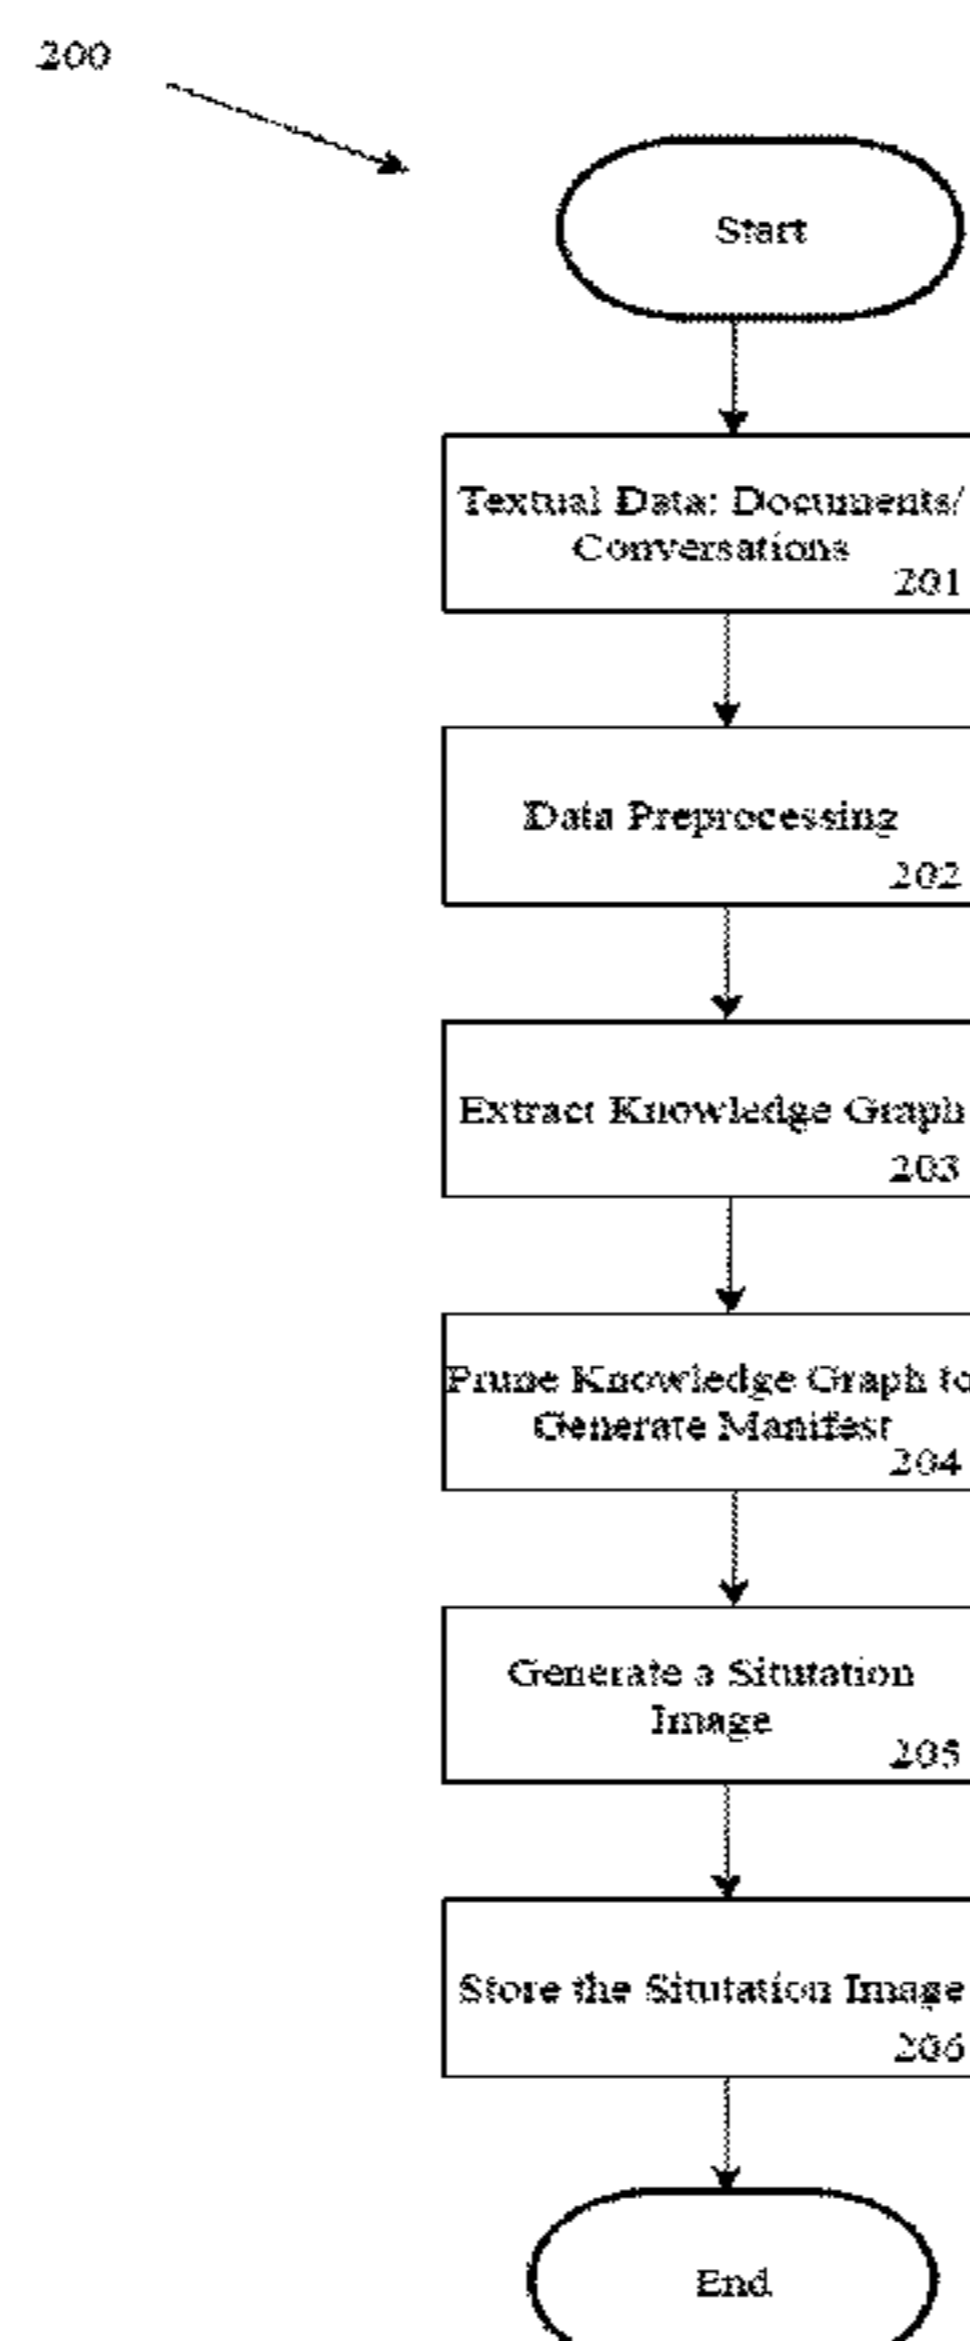 200
Start
Textual Data: Documents/
Conversations
201
Data Preprocessing
202
Extract Knowledge Graph
203
Prune Knowledge Graph to
Generate Manifest
204
Generate a Situtation
Image
205
Store the Situtation Image
206
End